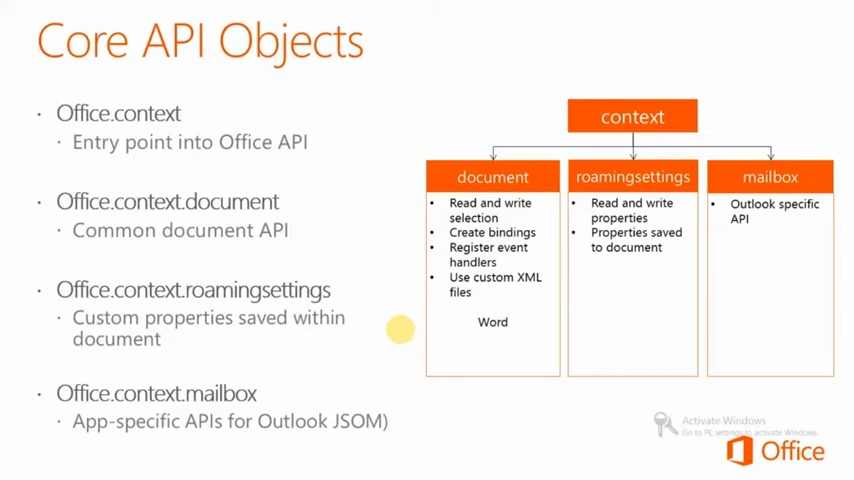 Core API Objects
· Office.context
· Entry point into Office API
· Office.context.document
· Common document API
· Office.context.roamingsettings
· Custom properties saved within
document
· Office.context.mailbox
· App-specific APIs for Outlook JSOM)
context
document
• Read and write
selection
• Create bindings
• Register event
handlers
• Use custom XML
files
Word
roamingsettings
• Read and write
properties
• Properties saved
to document
mailbox
• Outlook specific
API
Activate Windows
Go to PC settings to activate Windows.
Office